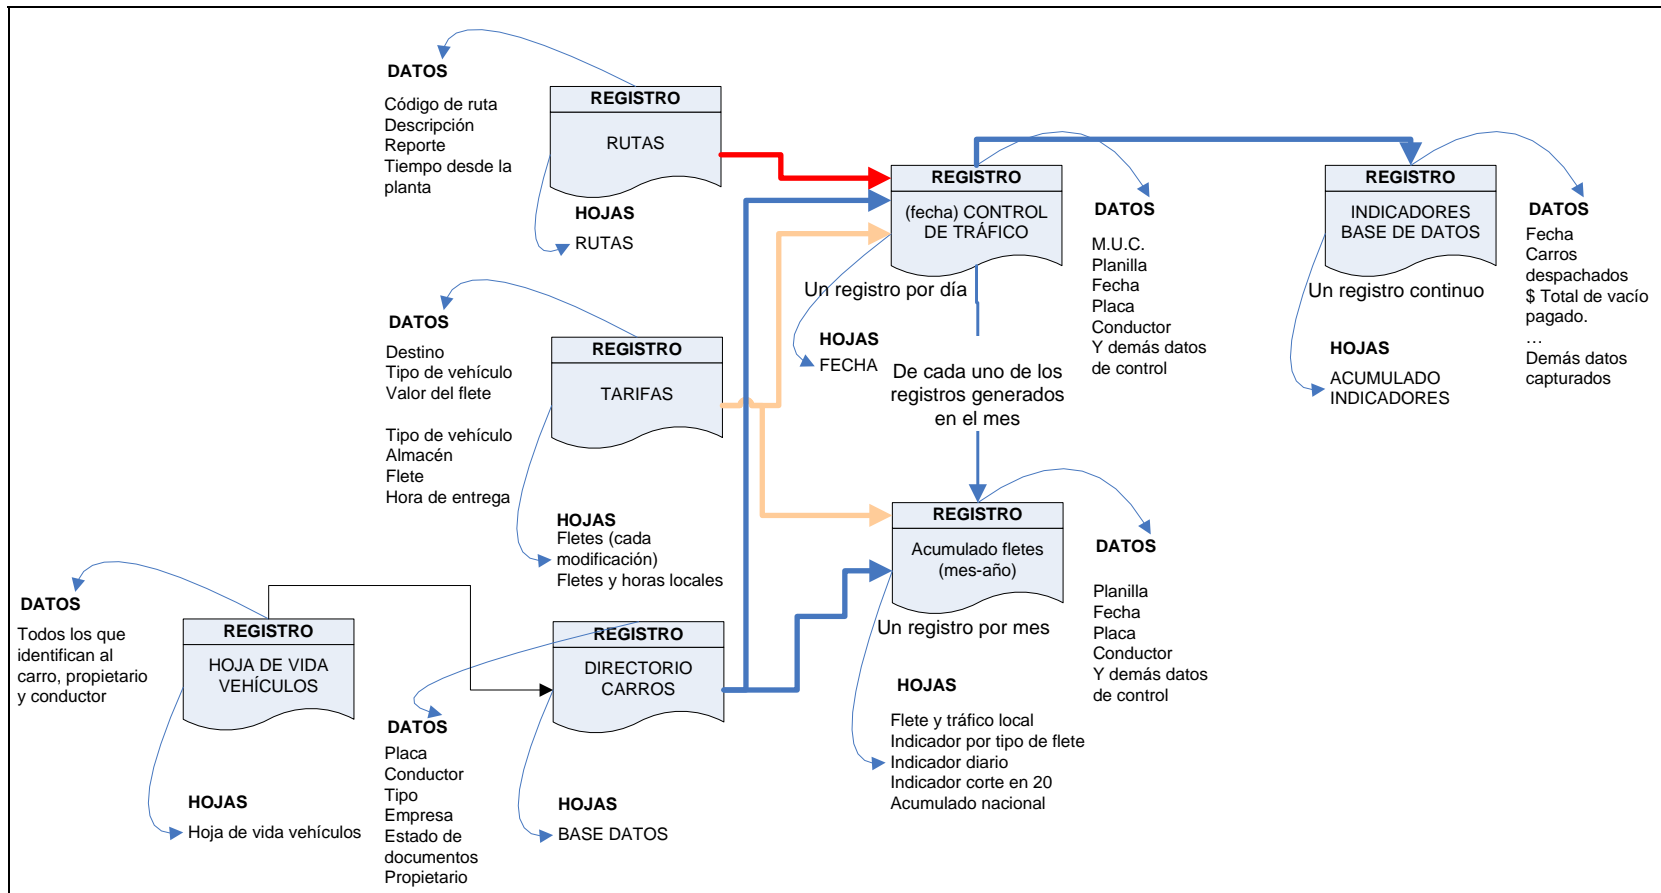 DATOS
Código de ruta
Descripción
Reporte
Tiempo desde la
planta
REGISTRO
RUTAS
HOJAS
RUTAS
DATOS
Destino
Tipo de vehículo
Valor del flete
Tipo de vehículo
Almacén
Flete
Hora de entrega
REGISTRO
TARIFAS
HOJAS
Fletes (cada
modificación)
Fletes y horas locales
DATOS
Todos los que
identifican al
carro, propietario
y conductor
REGISTRO
HOJA DE VIDA
VEHÍCULOS
HOJAS
Hoja de vida vehículos
REGISTRO
DIRECTORIO
CARROS
DATOS
Placa
Conductor
Tipo
Empresa
Estado de
documentos
Propietario
HOJAS
BASE DATOS
REGISTRO
(fecha) CONTROL
DE TRÁFICO
Un registro por día
HOJAS
FECHA
DATOS
M.U.C.
Planilla
Fecha
Placa
Conductor
Y demás datos
de control
De cada uno de los
registros generados
en el mes
REGISTRO
Acumulado fletes
(mes-año)
Un registro por mes
HOJAS
Flete y tráfico local
Indicador por tipo de flete
Indicador diario
Indicador corte en 20
Acumulado nacional
DATOS
Planilla
Fecha
Placa
Conductor
Y demás datos
de control
REGISTRO
INDICADORES
BASE DE DATOS
Un registro continuo
HOJAS
ACUMULADO
INDICADORES
DATOS
Fecha
Carros
despachados
$ Total de vacío
pagado.
…
Demás datos
capturados